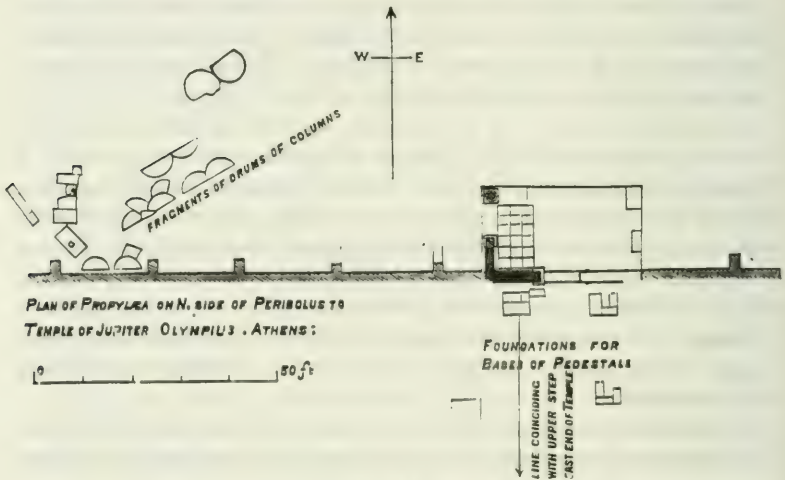 W E
FRAGMENTS OF DRUMS OF COLUMNS
PLAN OF PROPYLÆA ON N. SIDE OF PERIBOLUS TO
TEMPLE OF JUPITER OLYMPIUS . ATHENS :
0 50 ft
FOUNDATIONS FOR
BASES OF PEDESTALS
LINE COINCIDING
WITH UPPER STEP
EAST END OF TEMPLE